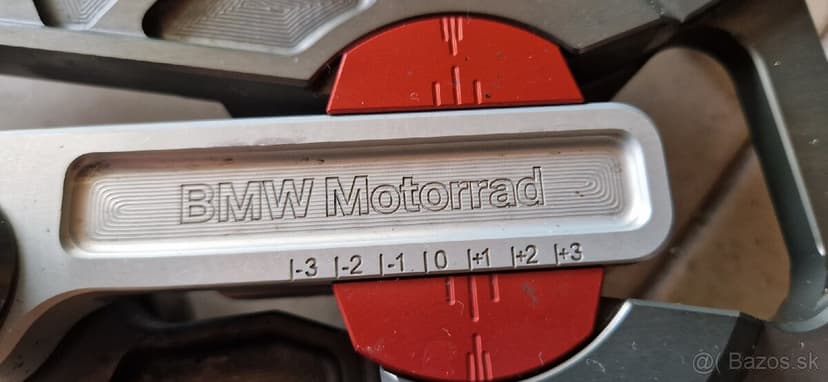 BMW Motorrad
|-3 |-2 |-1 |0 |+1 |+2 |+3
@( Bazos.sk